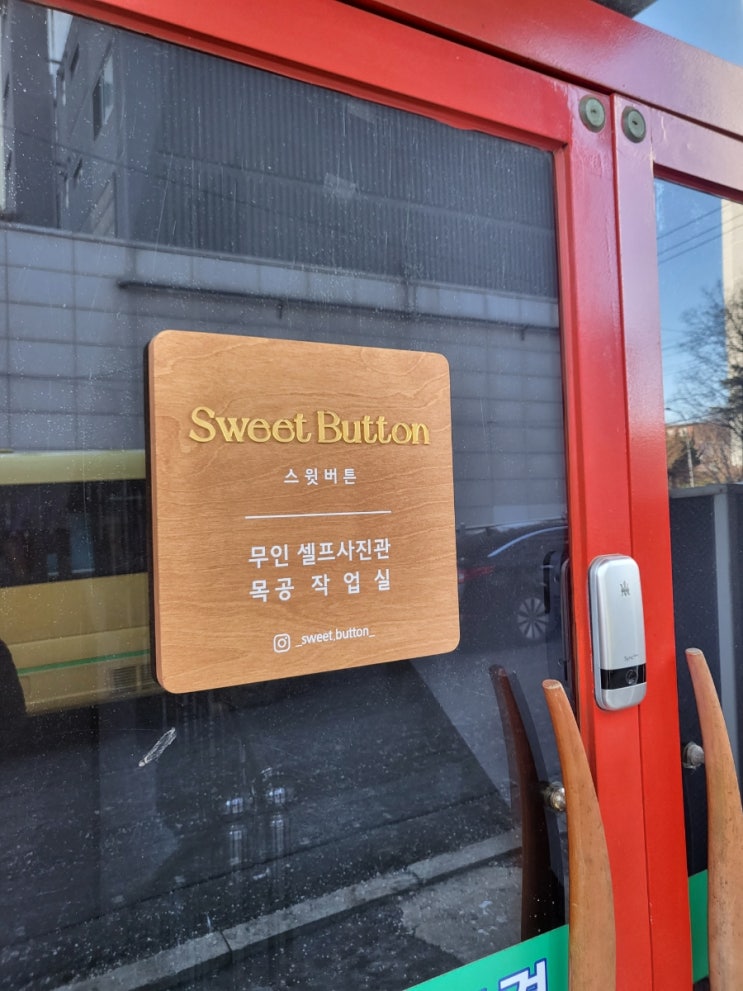 Sweet Button
스윗버튼
무인 셀프사진관
목공 작업실
_sweet.button_